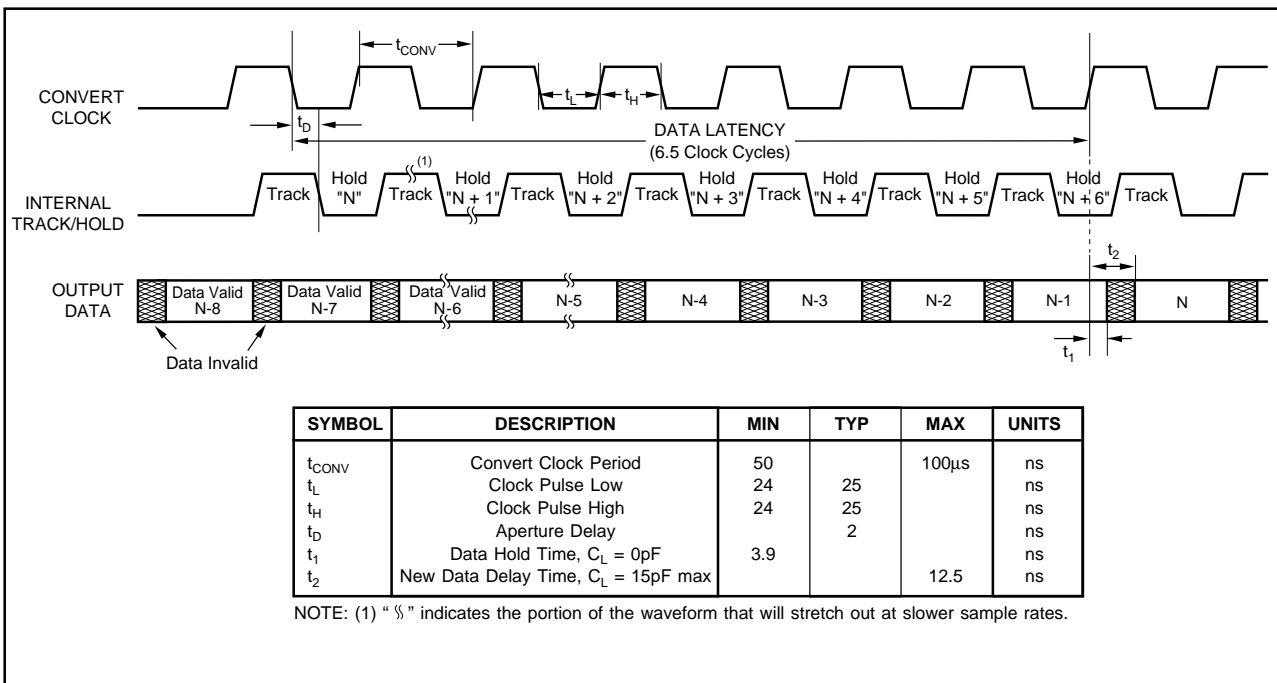 t_CONV
CONVERT
CLOCK
t_L
t_H
t_D
DATA LATENCY
(6.5 Clock Cycles)
INTERNAL
TRACK/HOLD
Track
Hold
"N"
Track
(1)
Hold
"N + 1"
Track
Hold
"N + 2"
Track
Hold
"N + 3"
Track
Hold
"N + 4"
Track
Hold
"N + 5"
Track
Hold
"N + 6"
Track
t_2
OUTPUT
DATA
Data Valid
N-8
Data Valid
N-7
Data Valid
N-6
N-5
N-4
N-3
N-2
N-1
N
Data Invalid
t_1
SYMBOL DESCRIPTION MIN TYP MAX UNITS
t_CONV Convert Clock Period 50 100µs ns
t_L Clock Pulse Low 24 25 ns
t_H Clock Pulse High 24 25 ns
t_D Aperture Delay 2 ns
t_1 Data Hold Time, C_L = 0pF 3.9 ns
t_2 New Data Delay Time, C_L = 15pF max 12.5 ns
NOTE: (1) " ∫∫ " indicates the portion of the waveform that will stretch out at slower sample rates.